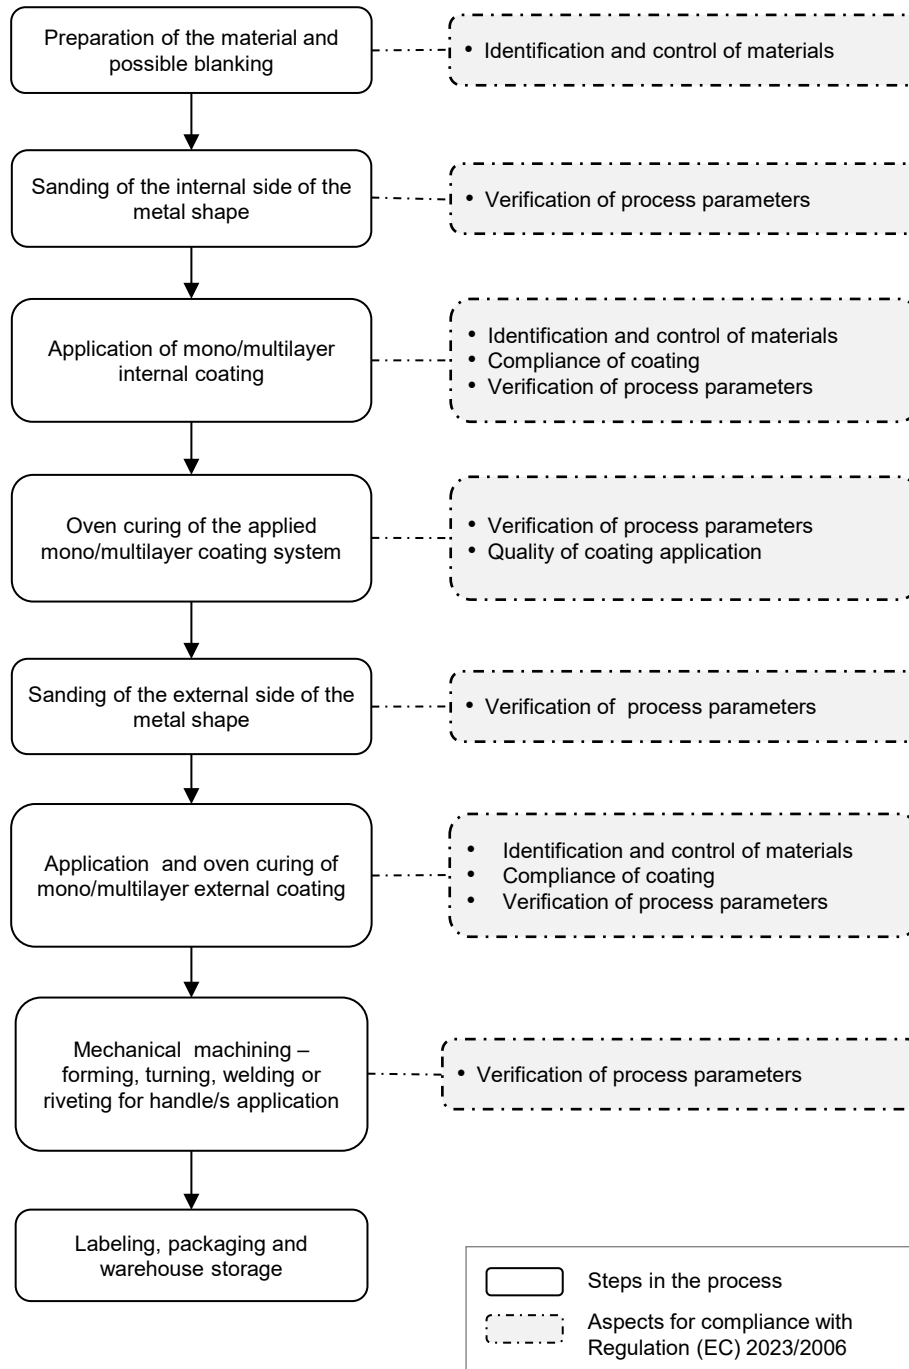 Preparation of the material and
possible blanking
• Identification and control of materials
Sanding of the internal side of the
metal shape
• Verification of process parameters
Application of mono/multilayer
internal coating
• Identification and control of materials
• Compliance of coating
• Verification of process parameters
Oven curing of the applied
mono/multilayer coating system
• Verification of process parameters
• Quality of coating application
Sanding of the external side of the
metal shape
• Verification of process parameters
Application and oven curing of
mono/multilayer external coating
• Identification and control of materials
• Compliance of coating
• Verification of process parameters
Mechanical machining –
forming, turning, welding or
riveting for handle/s application
• Verification of process parameters
Labeling, packaging and
warehouse storage
Steps in the process
Aspects for compliance with
Regulation (EC) 2023/2006